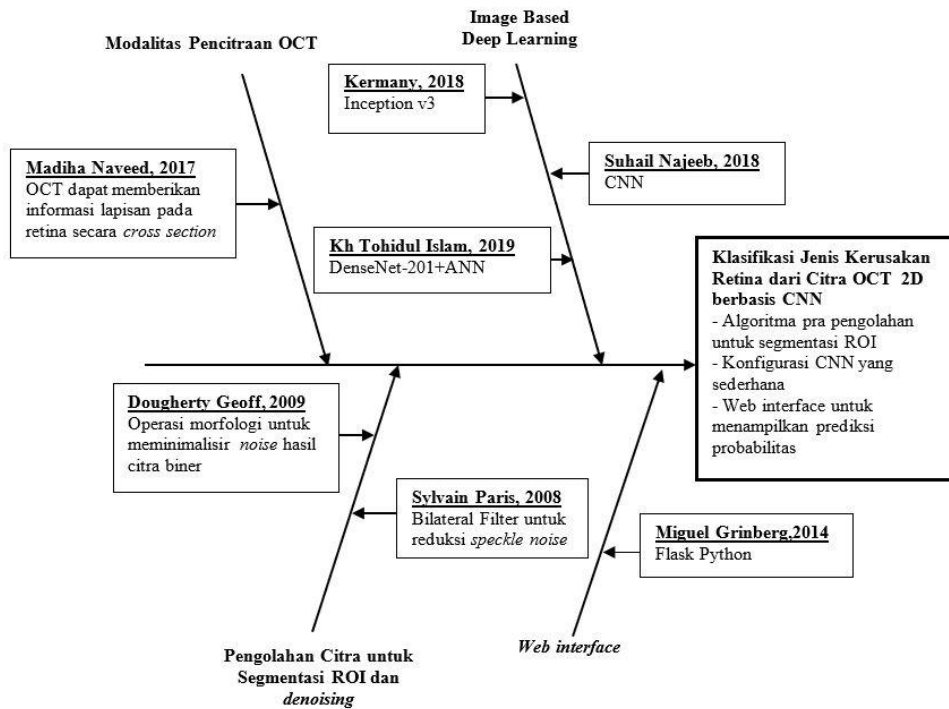 Modalitas Pencitraan OCT
Image Based
Deep Learning
Kermany, 2018
Inception v3
Madiha Naveed, 2017
OCT dapat memberikan
informasi lapisan pada
retina secara cross section
Suhail Najeeb, 2018
CNN
Kh Tohidul Islam, 2019
DenseNet-201+ANN
Klasifikasi Jenis Kerusakan
Retina dari Citra OCT 2D
berbasis CNN
- Algoritma pra pengolahan
untuk segmentasi ROI
- Konfigurasi CNN yang
sederhana
- Web interface untuk
menampilkan prediksi
probabilitas
Dougherty Geoff, 2009
Operasi morfologi untuk
meminimalisir noise hasil
citra biner
Sylvain Paris, 2008
Bilateral Filter untuk
reduksi speckle noise
Miguel Grinberg,2014
Flask Python
Pengolahan Citra untuk
Segmentasi ROI dan
denoising
Web interface